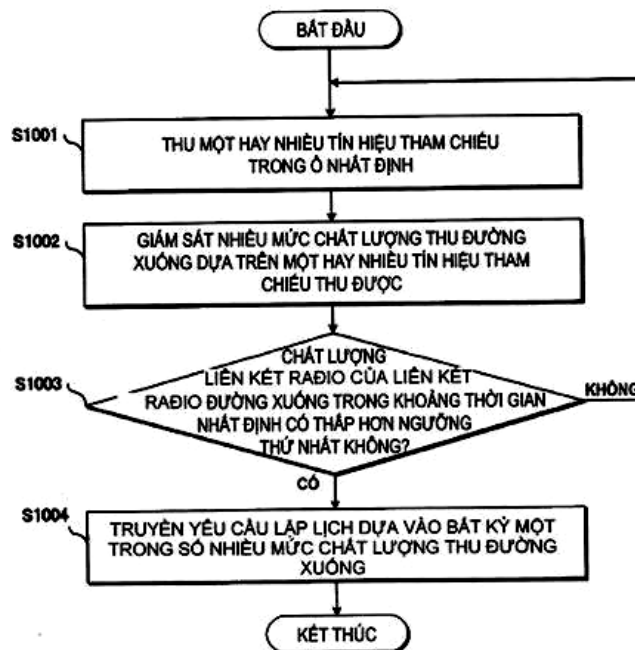 BẮT ĐẦU
S1001
THU MỘT HAY NHIỀU TÍN HIỆU THAM CHIẾU
TRONG Ô NHẤT ĐỊNH
S1002
GIÁM SÁT NHIỀU MỨC CHẤT LƯỢNG THU ĐƯỜNG
XUỐNG DỰA TRÊN MỘT HAY NHIỀU TÍN HIỆU THAM
CHIẾU THU ĐƯỢC
S1003
CHẤT LƯỢNG
LIÊN KẾT RAĐIO CỦA LIÊN KẾT
RAĐIO ĐƯỜNG XUỐNG TRONG KHOẢNG THỜI GIAN
NHẤT ĐỊNH CÓ THẤP HƠN NGƯỠNG
THỨ NHẤT KHÔNG?
KHÔNG
CÓ
S1004
TRUYỀN YÊU CẦU LẬP LỊCH DỰA VÀO BẤT KỲ MỘT
TRONG SỐ NHIỀU MỨC CHẤT LƯỢNG THU ĐƯỜNG
XUỐNG
KẾT THÚC